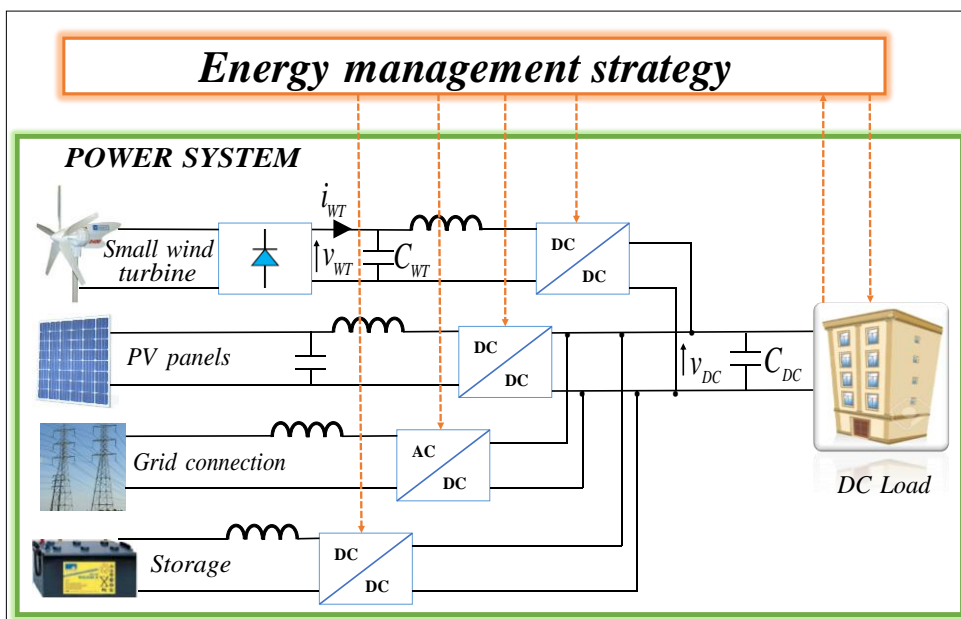 Energy management strategy
POWER SYSTEM
i_WT
Small wind
turbine
v_WT
C_WT
DC
DC
PV panels
DC
DC
v_DC
C_DC
Grid connection
AC
DC
DC Load
Storage
DC
DC